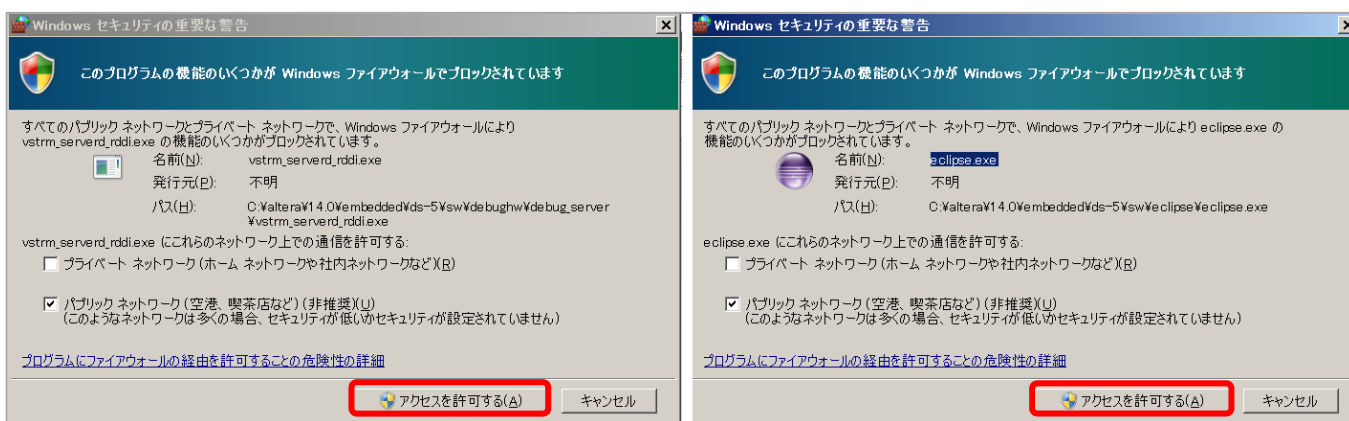 Windows セキュリティの重要な警告
このプログラムの機能のいくつかが Windows ファイアウォールでブロックされています
すべてのパブリック ネットワークとプライベート ネットワークで、Windows ファイアウォールにより
vstrm_serverd_rddi.exe の機能のいくつかがブロックされています。
名前(N): vstrm_serverd_rddi.exe
発行元(P): 不明
パス(H): C:¥altera¥14.0¥embedded¥ds-5¥sw¥debughw¥debug_server
¥vstrm_serverd_rddi.exe
vstrm_serverd_rddi.exe にこれらのネットワーク上での通信を許可する:
プライベート ネットワーク (ホーム ネットワークや社内ネットワークなど)(R)
パブリック ネットワーク (空港、喫茶店など) (非推奨)(U)
(このようなネットワークは多くの場合、セキュリティが低いかセキュリティが設定されていません)
プログラムにファイアウォールの経由を許可することの危険性の詳細
アクセスを許可する(A) キャンセル
Windows セキュリティの重要な警告
このプログラムの機能のいくつかが Windows ファイアウォールでブロックされています
すべてのパブリック ネットワークとプライベート ネットワークで、Windows ファイアウォールにより eclipse.exe の
機能のいくつかがブロックされています。
名前(N): eclipse.exe
発行元(P): 不明
パス(H): C:¥altera¥14.0¥embedded¥ds-5¥sw¥eclipse¥eclipse.exe
eclipse.exe にこれらのネットワーク上での通信を許可する:
プライベート ネットワーク (ホーム ネットワークや社内ネットワークなど)(R)
パブリック ネットワーク (空港、喫茶店など) (非推奨)(U)
(このようなネットワークは多くの場合、セキュリティが低いかセキュリティが設定されていません)
プログラムにファイアウォールの経由を許可することの危険性の詳細
アクセスを許可する(A) キャンセル